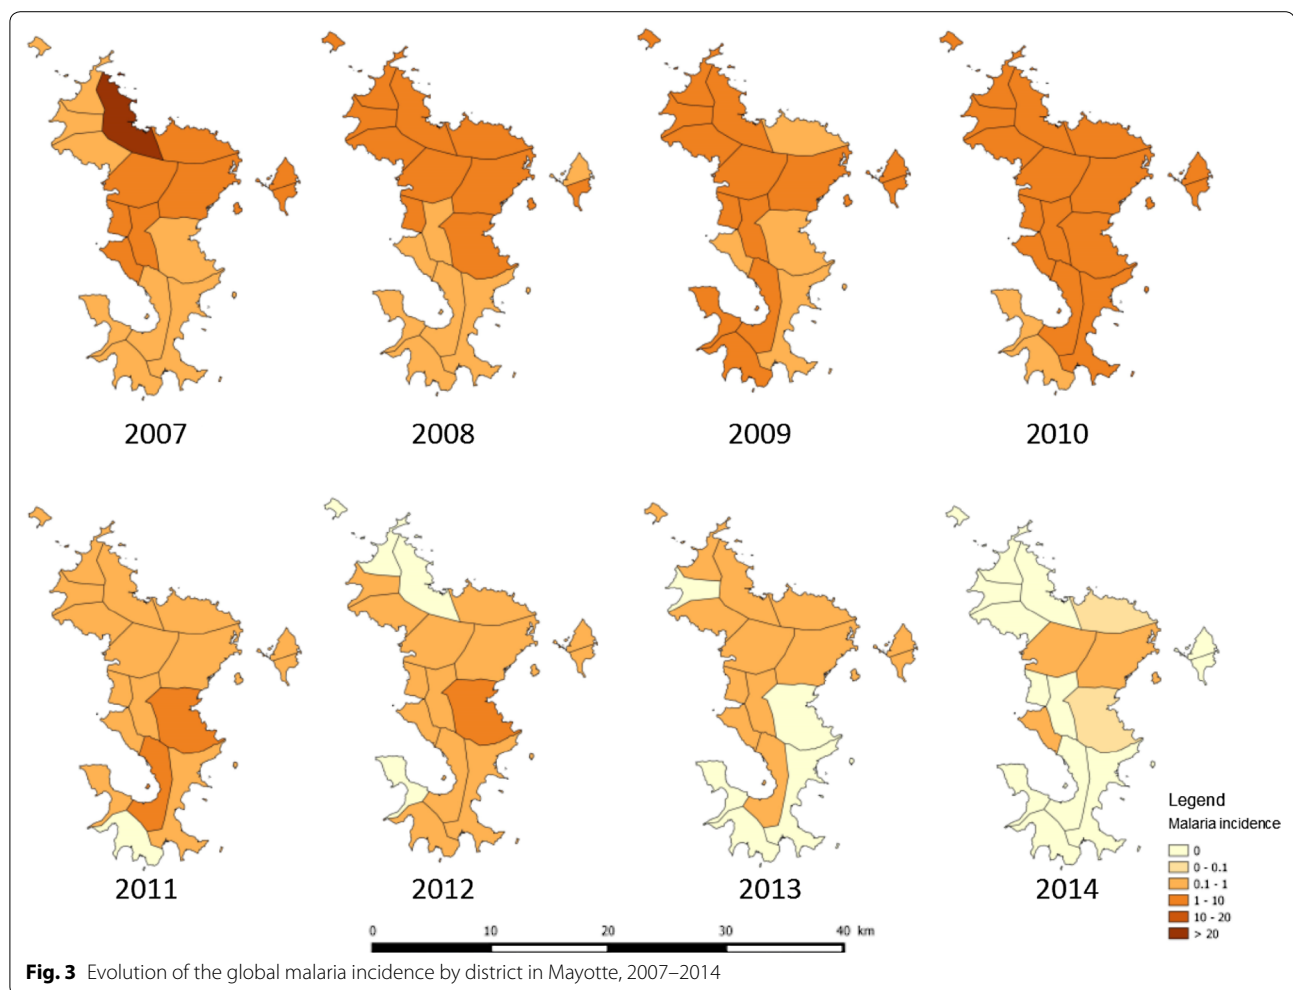 2007
2008
2009
2010
2011
2012
2013
2014
Legend
Malaria incidence
0
0 - 0.1
0.1 - 1
1 - 10
10 - 20
> 20
0 10 20 30 40 km
Fig. 3 Evolution of the global malaria incidence by district in Mayotte, 2007–2014